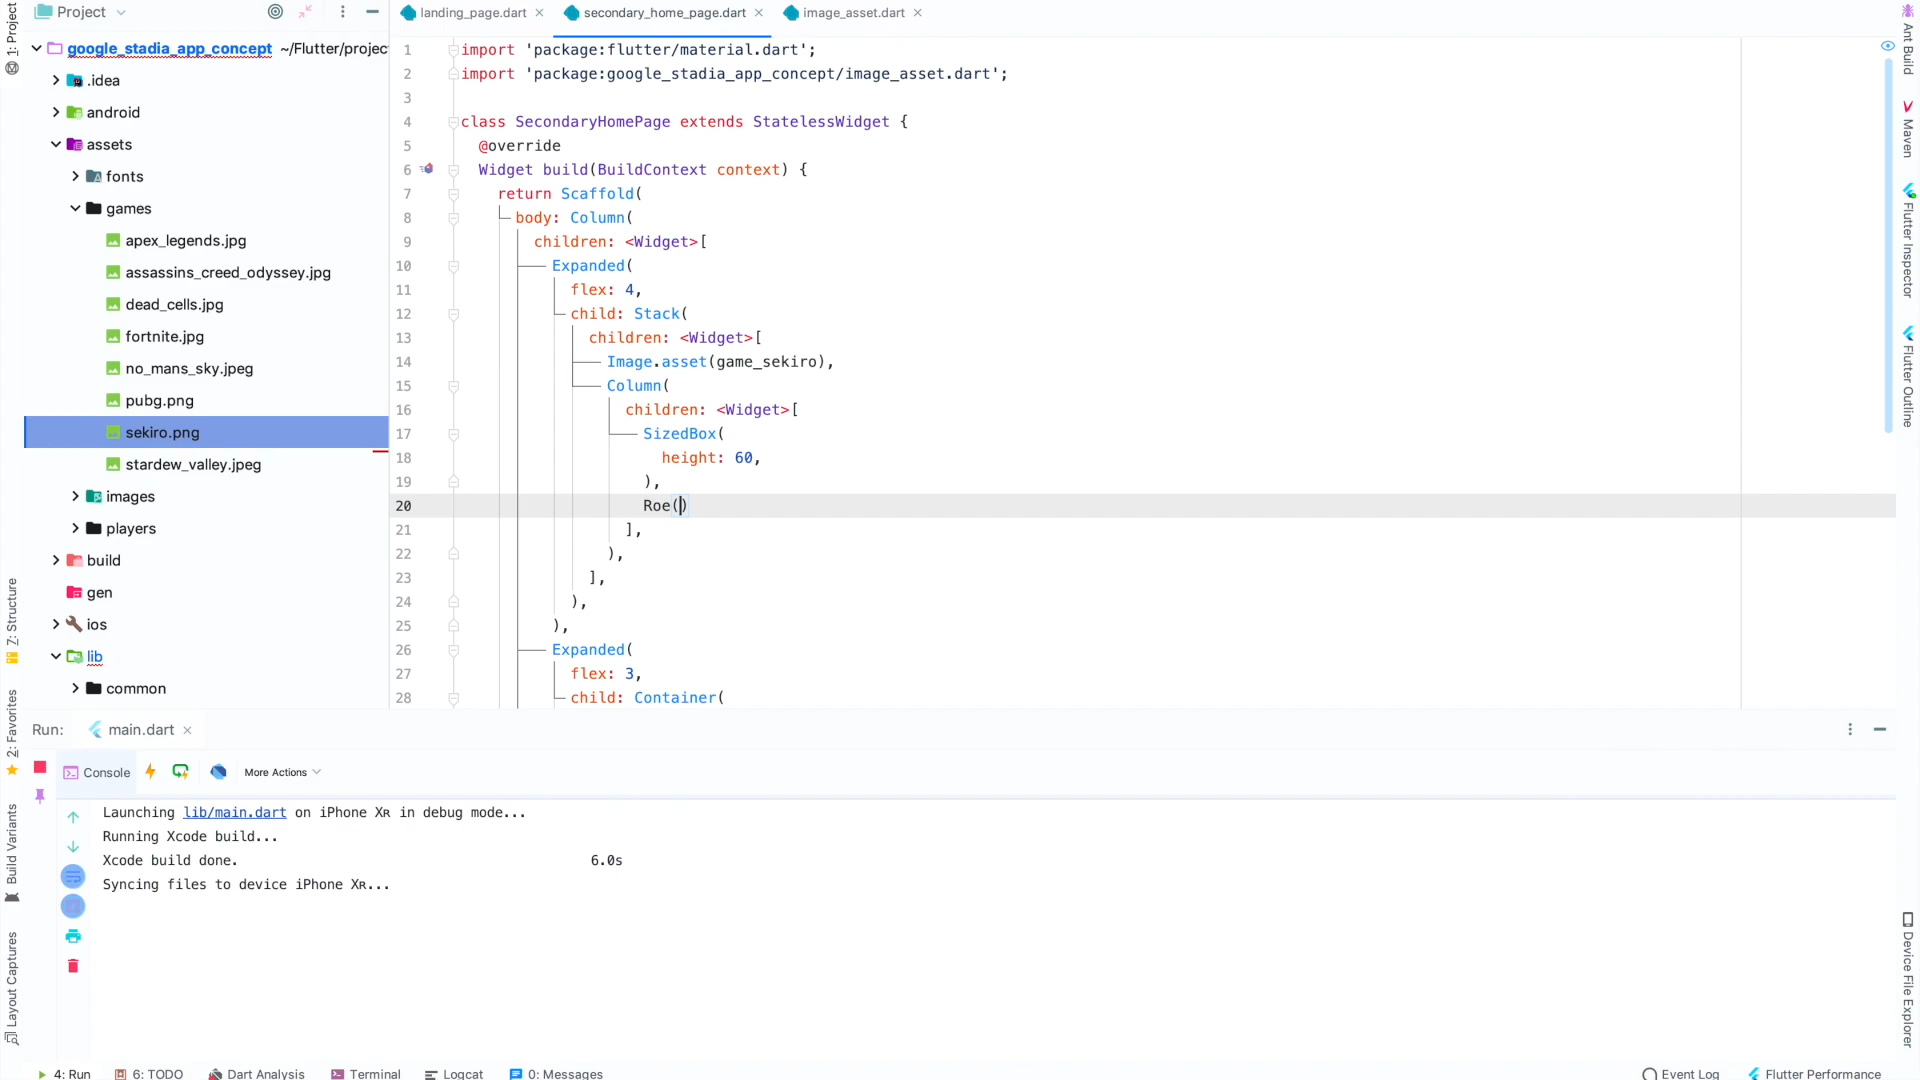 1: Project
Z: Structure
2: Favorites
Build Variants
Layout Captures
Project
google_stadia_app_concept ~/Flutter/projec
.idea
android
assets
fonts
games
apex_legends.jpg
assassins_creed_odyssey.jpg
dead_cells.jpg
fortnite.jpg
no_mans_sky.jpeg
pubg.png
sekiro.png
stardew_valley.jpeg
images
players
build
gen
ios
lib
common
landing_page.dart
secondary_home_page.dart
image_asset.dart
1 import 'package:flutter/material.dart';
2 import 'package:google_stadia_app_concept/image_asset.dart';
3
4 class SecondaryHomePage extends StatelessWidget {
5 @override
6 Widget build(BuildContext context) {
7 return Scaffold(
8 body: Column(
9 children: <Widget>[
10 Expanded(
11 flex: 4,
12 child: Stack(
13 children: <Widget>[
14 Image.asset(game_sekiro),
15 Column(
16 children: <Widget>[
17 SizedBox(
18 height: 60,
19 ),
20 Roe()
21 ],
22 ),
23 ],
24 ),
25 ),
26 Expanded(
27 flex: 3,
28 child: Container(
Ant Build
Maven
Flutter Inspector
Flutter Outline
Device File Explorer
Run: main.dart
Console More Actions
Launching lib/main.dart on iPhone Xʀ in debug mode...
Running Xcode build...
Xcode build done. 6.0s
Syncing files to device iPhone Xʀ...
4: Run 6: TODO Dart Analysis Terminal Logcat 0: Messages Event Log Flutter Performance